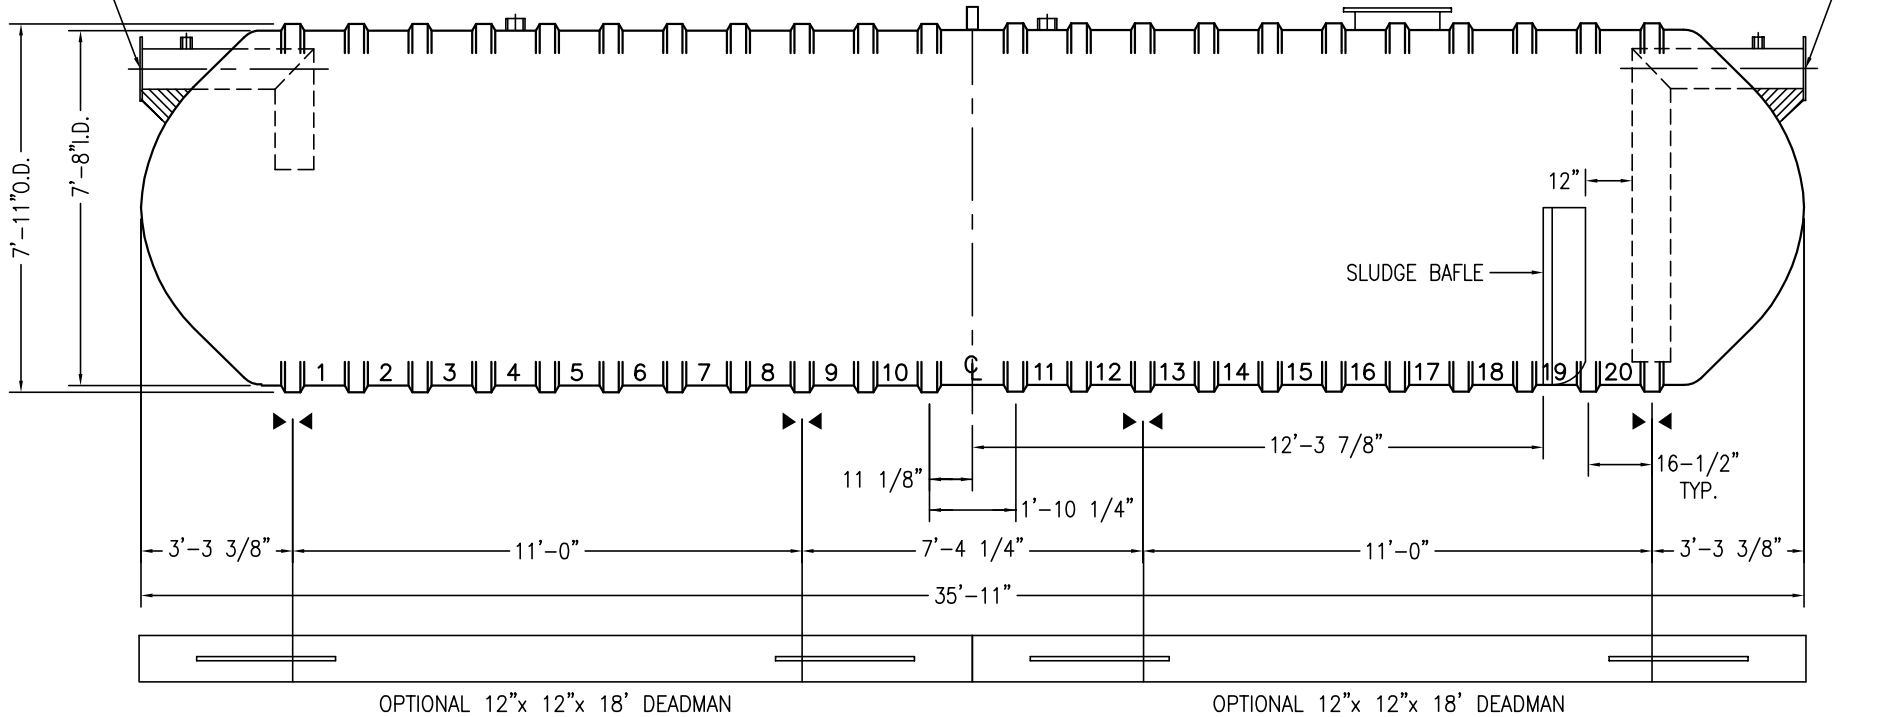 7'-11"O.D.
7'-8"I.D.
12"
SLUDGE BAFLE
1 2 3 4 5 6 7 8 9 10 ℄ 11 12 13 14 15 16 17 18 19 20
12'-3 7/8"
11 1/8"
16-1/2"
TYP.
1'-10 1/4"
3'-3 3/8" 11'-0" 7'-4 1/4" 11'-0" 3'-3 3/8"
35'-11"
OPTIONAL 12"x 12"x 18' DEADMAN OPTIONAL 12"x 12"x 18' DEADMAN